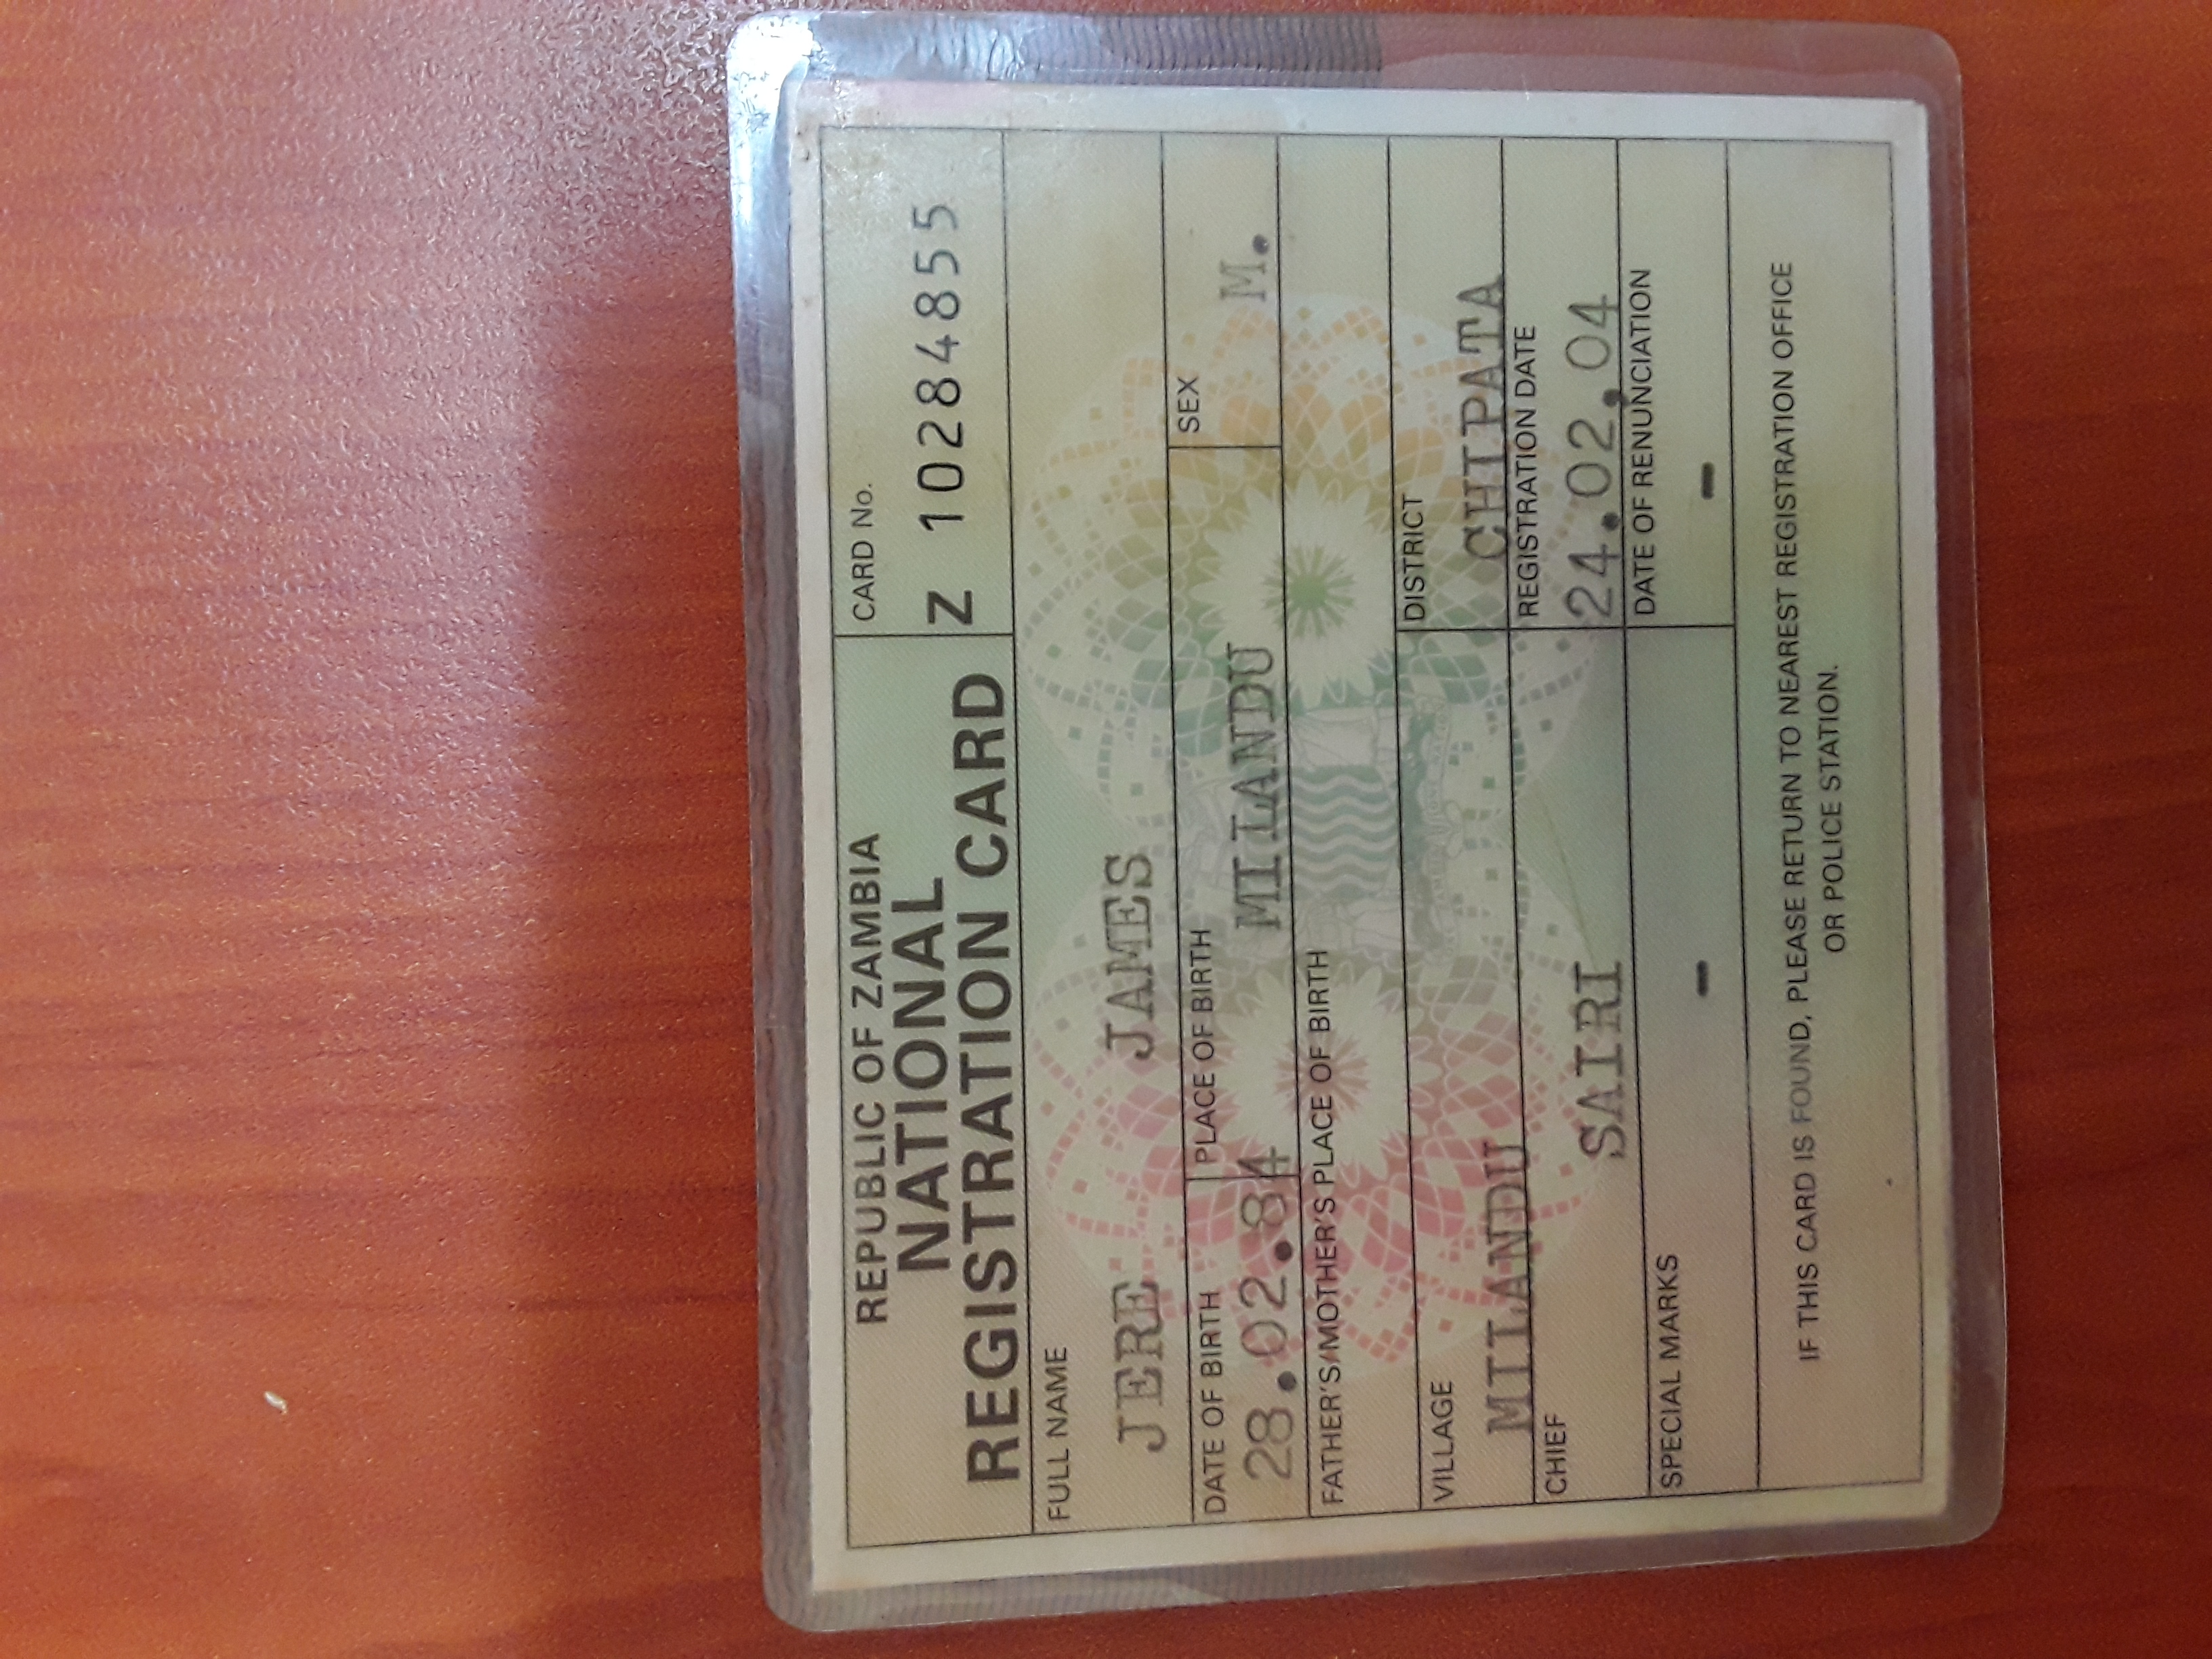 REPUBLIC OF ZAMBIA
NATIONAL
REGISTRATION CARD
CARD No.
Z 10284855
FULL NAME
JERE JAMES
DATE OF BIRTH PLACE OF BIRTH SEX
28.02.84 MILANDU M.
FATHER'S/MOTHER'S PLACE OF BIRTH
VILLAGE DISTRICT
MILANDU CHIPATA
CHIEF REGISTRATION DATE
SAIRI 24.02.04
SPECIAL MARKS DATE OF RENUNCIATION
- -
IF THIS CARD IS FOUND, PLEASE RETURN TO NEAREST REGISTRATION OFFICE
OR POLICE STATION.